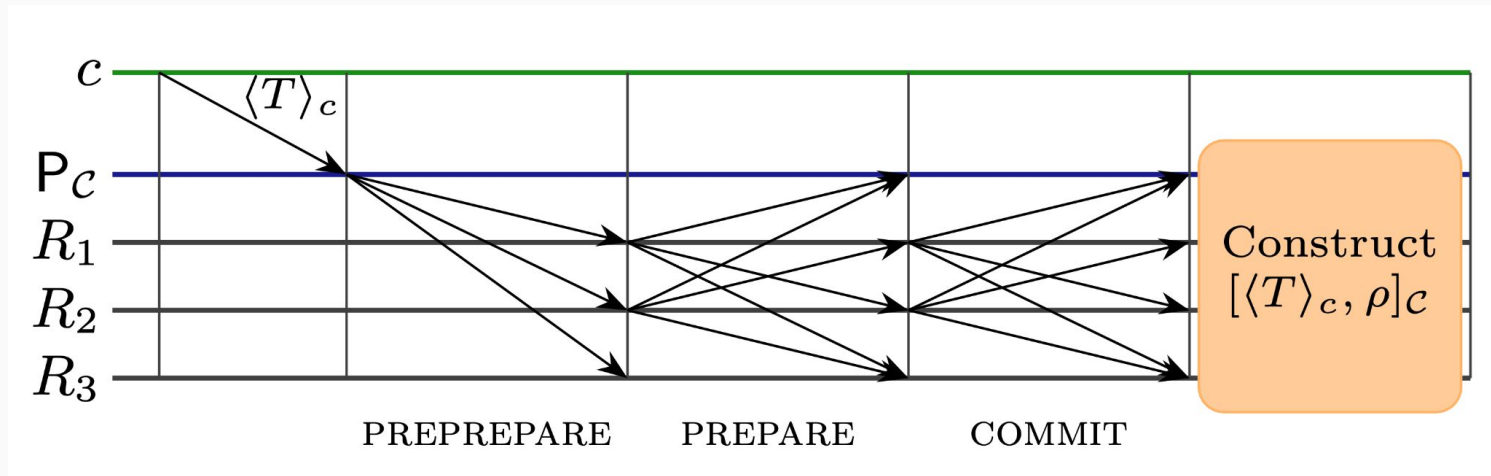 c
⟨T⟩c
P𝒞
R1
R2
R3
Construct
[⟨T⟩c, ρ]𝒞
PREPREPARE
PREPARE
COMMIT